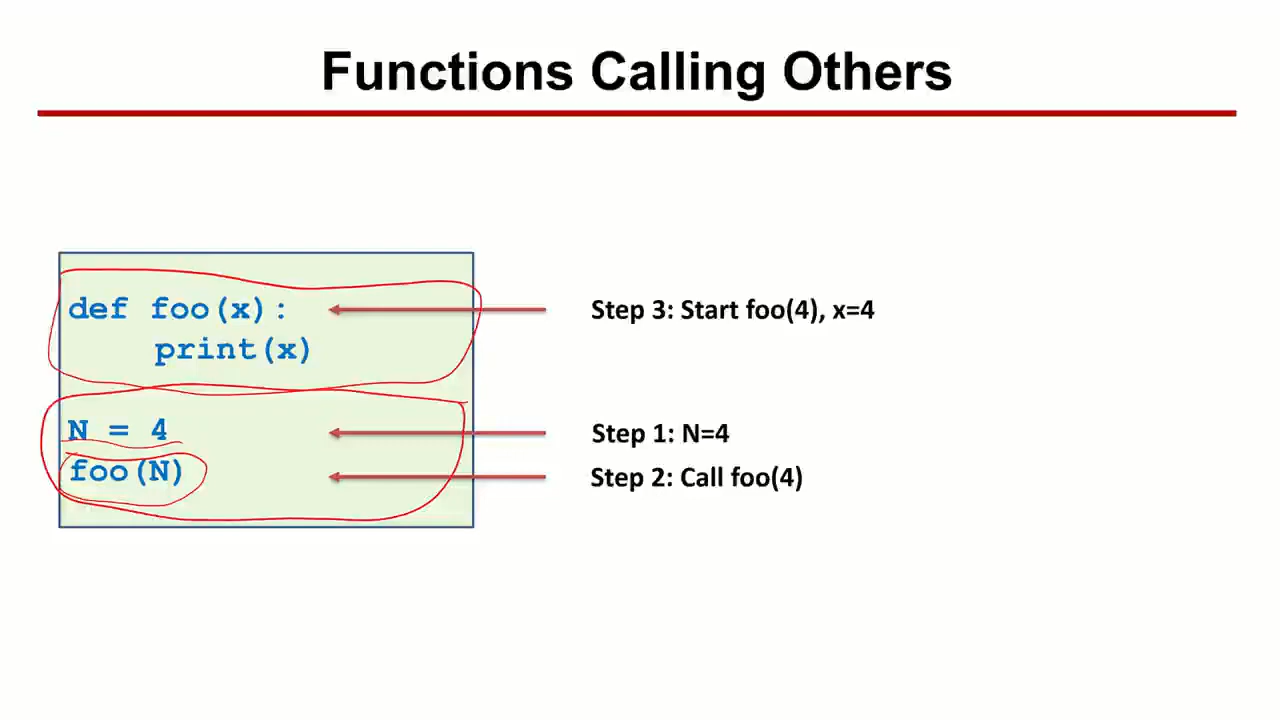 Functions Calling Others
def foo(x):
    print(x)
N = 4
foo(N)
Step 3: Start foo(4), x=4
Step 1: N=4
Step 2: Call foo(4)